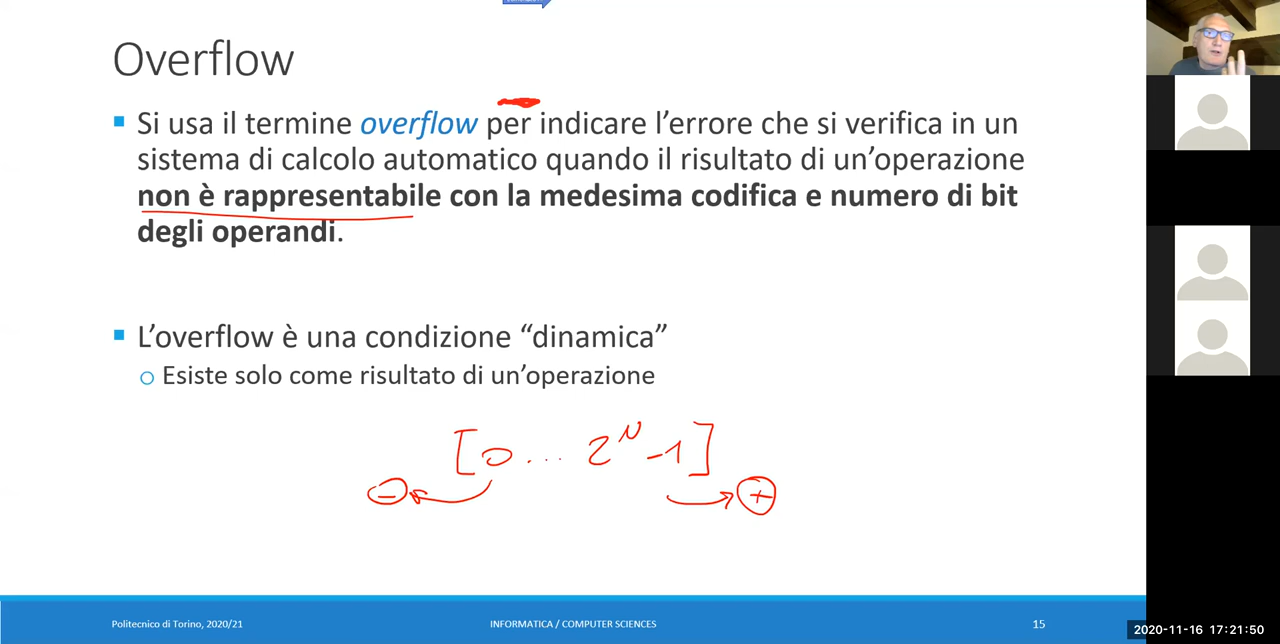 Overflow
Si usa il termine overflow per indicare l’errore che si verifica in un
sistema di calcolo automatico quando il risultato di un’operazione
non è rappresentabile con la medesima codifica e numero di bit
degli operandi.
L’overflow è una condizione “dinamica”
Esiste solo come risultato di un’operazione
[0 ... 2^N -1]
- +
Politecnico di Torino, 2020/21
INFORMATICA / COMPUTER SCIENCES
15
2020-11-16 17:21:50